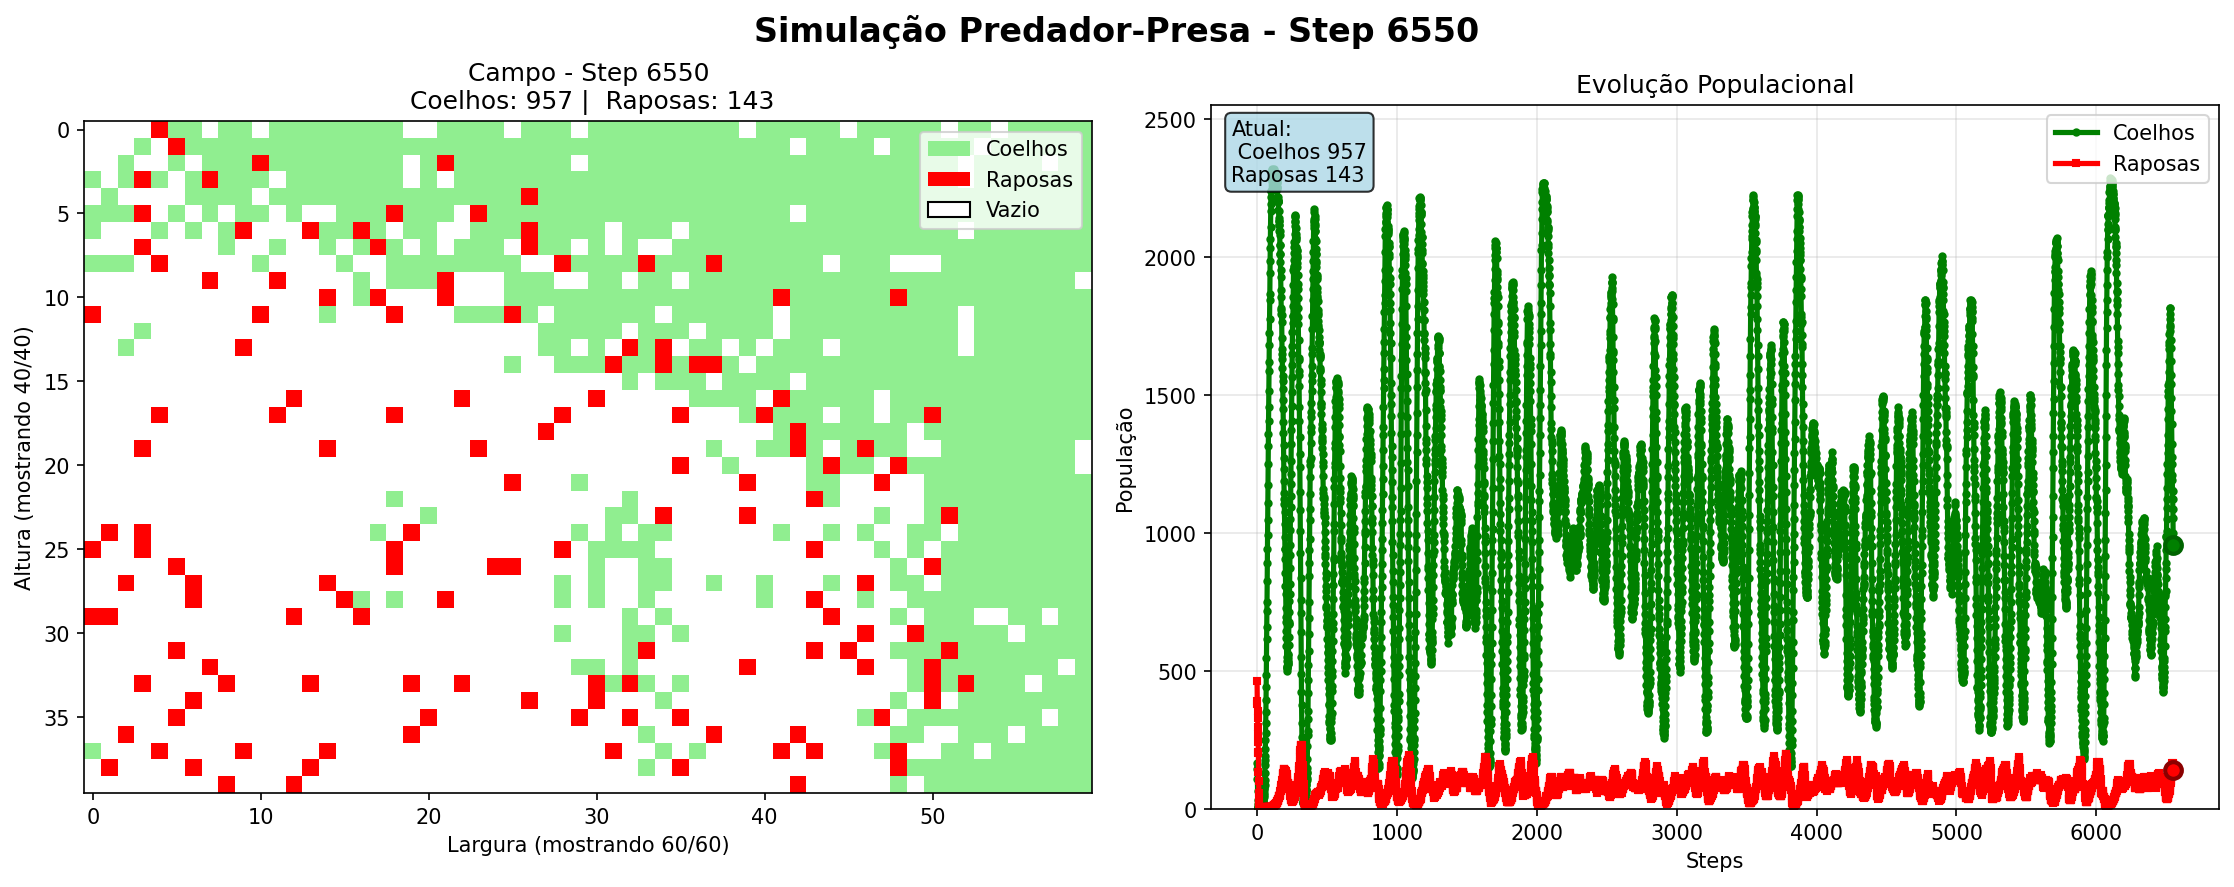 Simulação Predador-Presa - Step 6550
Campo - Step 6550
Coelhos: 957 |  Raposas: 143
Coelhos
Raposas
Vazio
0
5
10
15
20
25
30
35
Altura (mostrando 40/40)
0
10
20
30
40
50
Largura (mostrando 60/60)
Evolução Populacional
Atual:
Coelhos 957
Raposas 143
Coelhos
Raposas
2500
2000
1500
1000
500
0
População
0
1000
2000
3000
4000
5000
6000
Steps